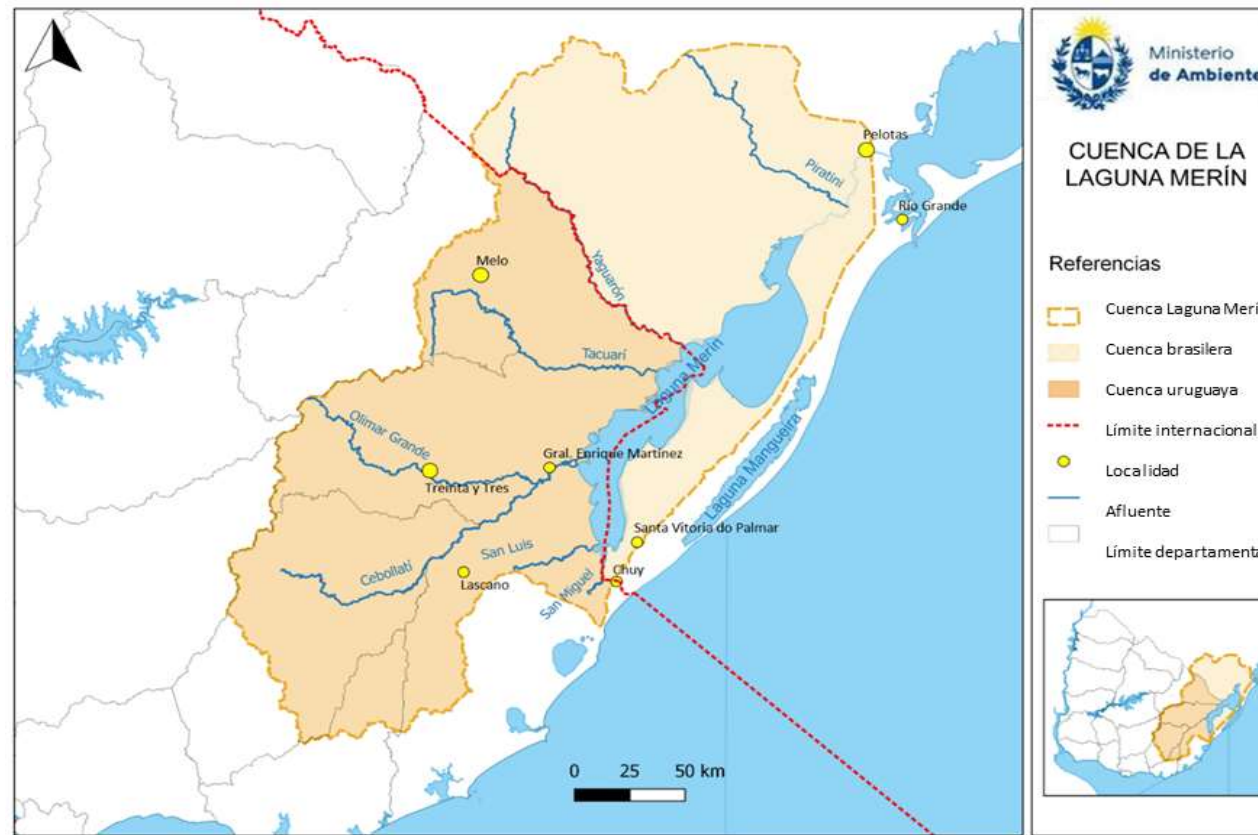 Pelotas
Piratini
Río Grande
Melo
Yaguarón
Tacuarí
Laguna Merín
Olimar Grande
Gral. Enrique Martínez
Treinta y Tres
Laguna Mangueira
Santa Vitoria do Palmar
San Luis
Cebollatí
Lascano
Chuy
San Miguel
0 25 50 km
Ministerio
de Ambiente
CUENCA DE LA
LAGUNA MERÍN
Referencias
Cuenca Laguna Merí
Cuenca brasilera
Cuenca uruguaya
Límite internacional
Localidad
Afluente
Límite departamenta